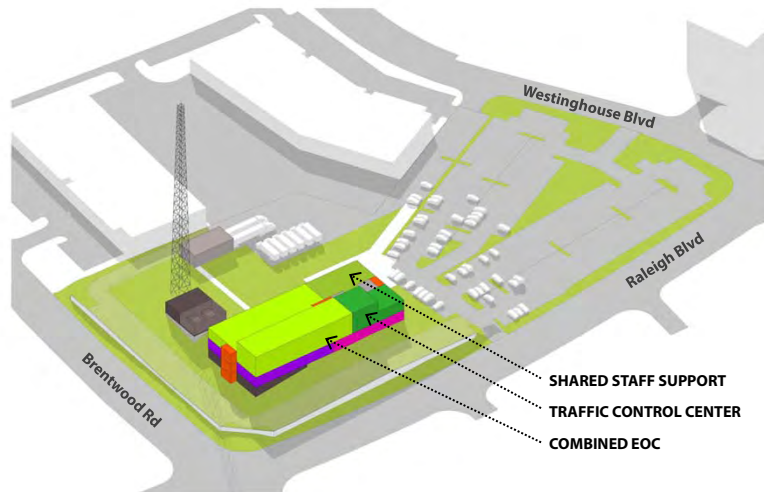 Westinghouse Blvd
Raleigh Blvd
Brentwood Rd
SHARED STAFF SUPPORT
TRAFFIC CONTROL CENTER
COMBINED EOC